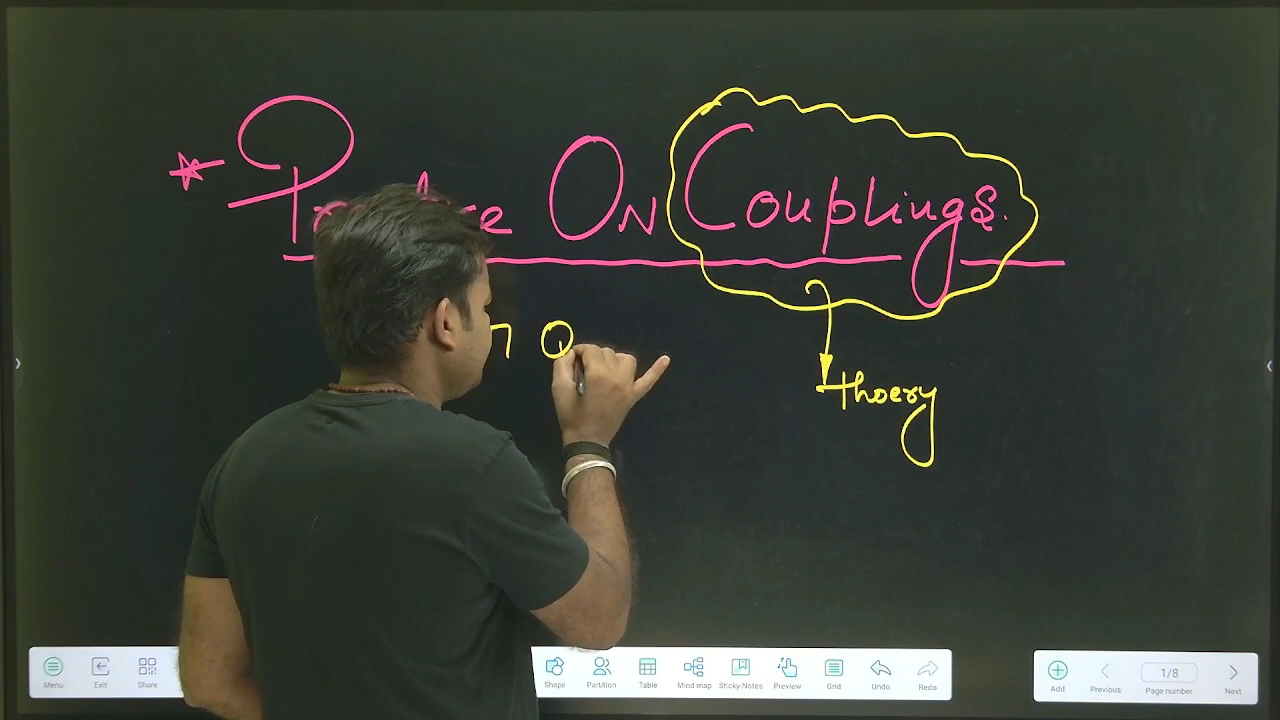 On Couplings.
Thoery
Menu Exit Share Shape Partition Table Mind map Sticky-Notes Preview Grid Undo Redo Add Previous 1/8 Page number Next